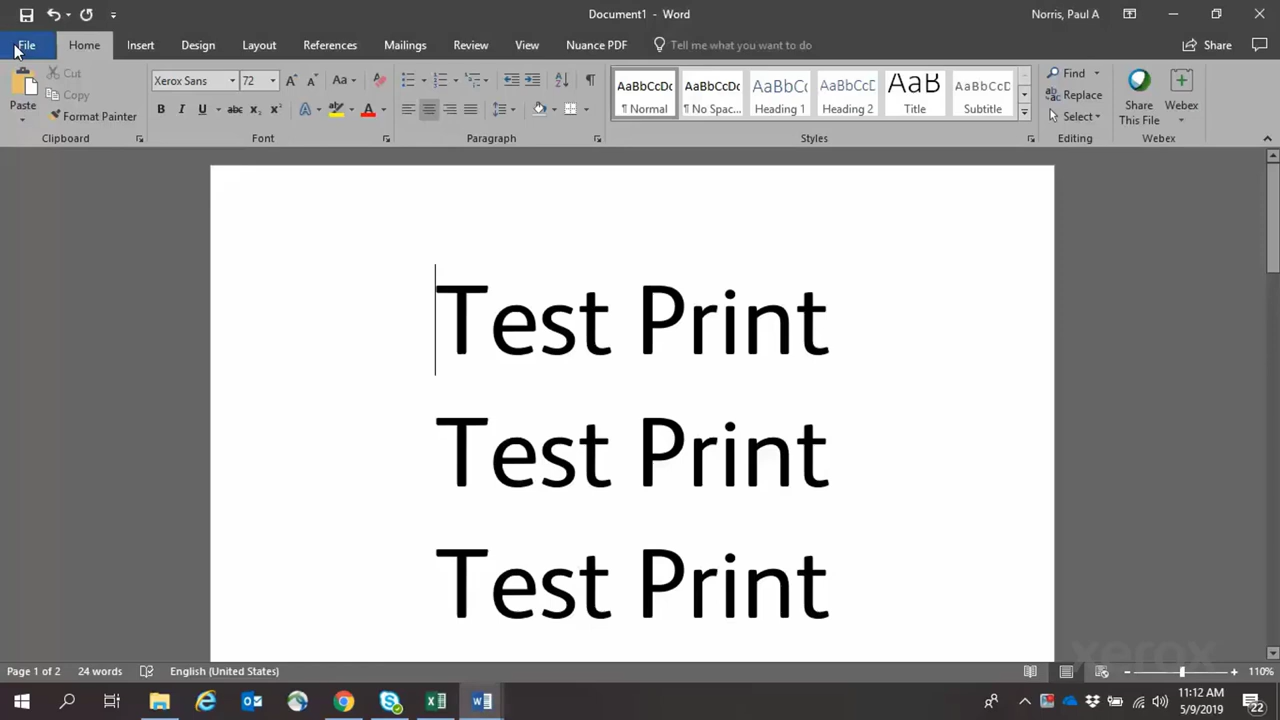 Document1 - Word
Norris, Paul A
File Home Insert Design Layout References Mailings Review View Nuance PDF Tell me what you want to do Share
Paste
Cut
Copy
Format Painter
Clipboard
Xerox Sans 72
Font
Paragraph
AaBbCcDc AaBbCcDc AaBbCc AaBbCcD AaB AaBbCcD
¶ Normal ¶ No Spac... Heading 1 Heading 2 Title Subtitle
Styles
Find
Replace
Select
Editing
Share This File
Webex
Webex
Test Print
Test Print
Test Print
xerox
Page 1 of 2 24 words English (United States) 110%
11:12 AM
5/9/2019
22